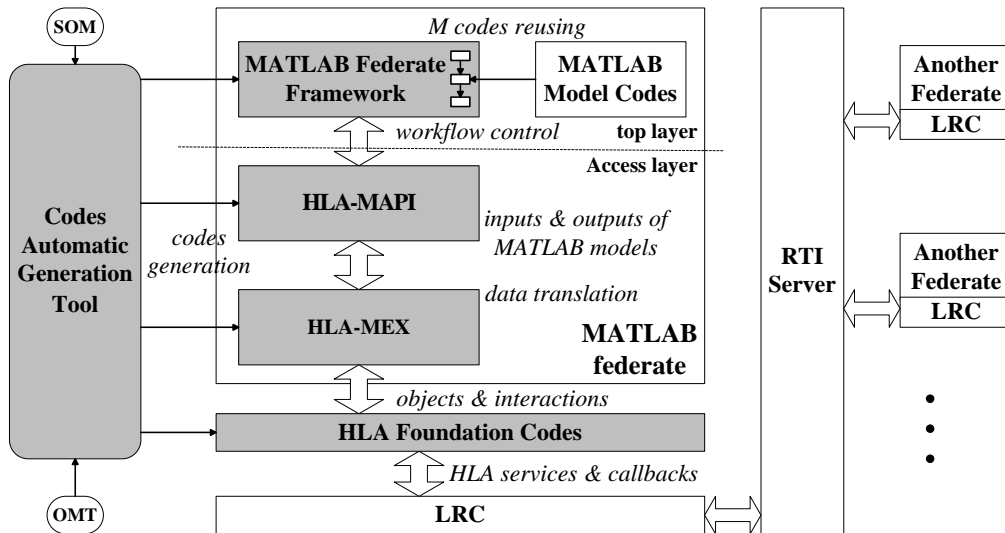 SOM
M codes reusing
MATLAB Federate
Framework
MATLAB
Model Codes
workflow control
top layer
Access layer
Codes
Automatic
Generation
Tool
codes
generation
HLA-MAPI
inputs & outputs of
MATLAB models
data translation
HLA-MEX
MATLAB
federate
objects & interactions
HLA Foundation Codes
HLA services & callbacks
OMT
LRC
RTI
Server
Another
Federate
LRC
Another
Federate
LRC